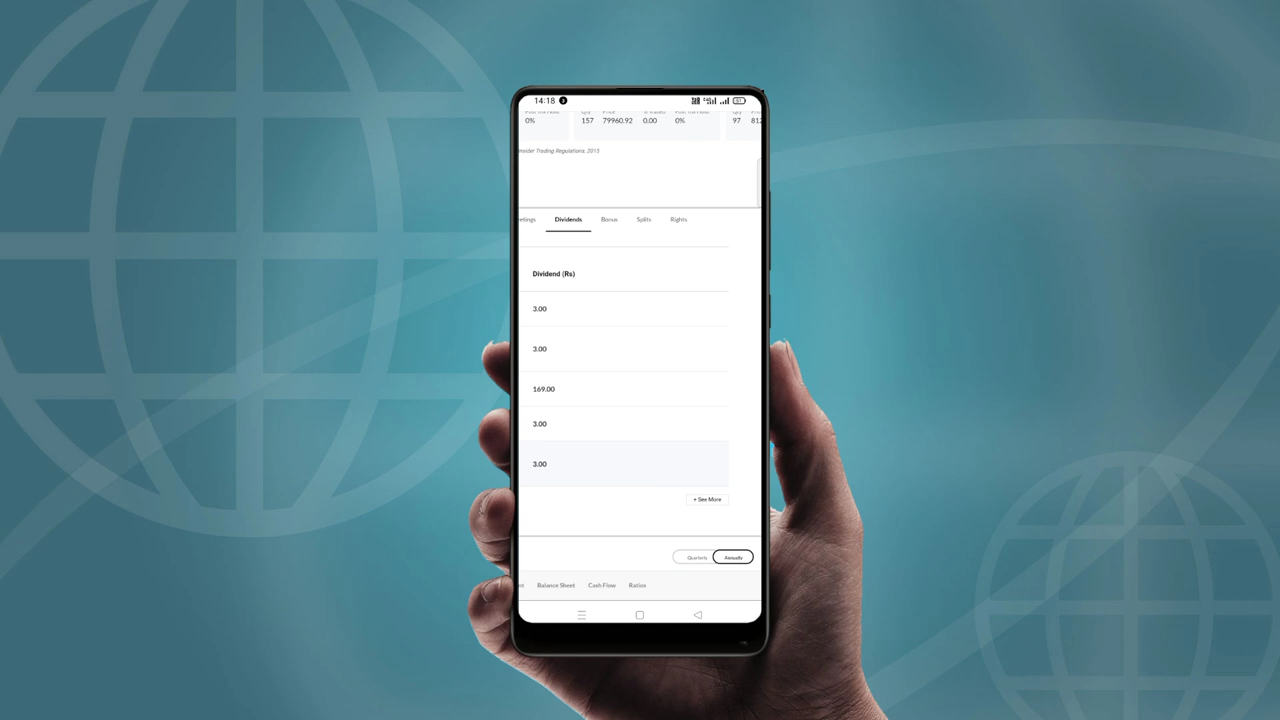 14:18
0% 157 79960.92 0.00 0% 97 812
Insider Trading Regulations, 2015
etings Dividends Bonus Splits Rights
Dividend (Rs)
3.00
3.00
169.00
3.00
3.00
+ See More
Quarterly Annually
Balance Sheet Cash Flow Ratios